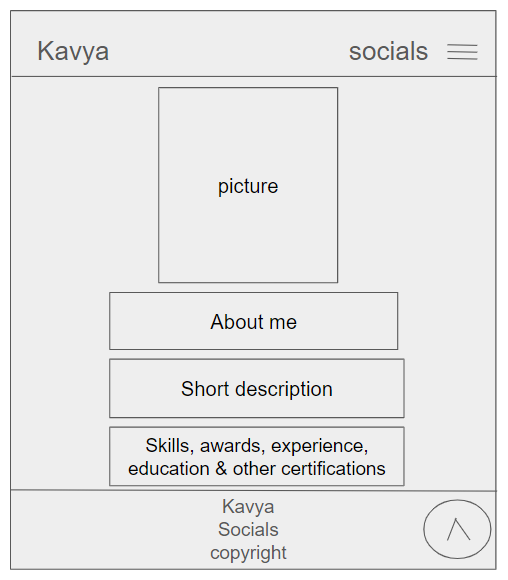 Kavya
socials
picture
About me
Short description
Skills, awards, experience,
education & other certifications
Kavya
Socials
copyright